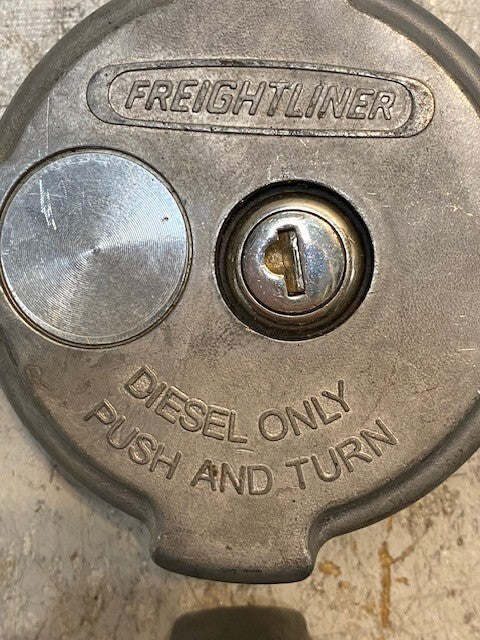 FREIGHTLINER
DIESEL ONLY
PUSH AND TURN